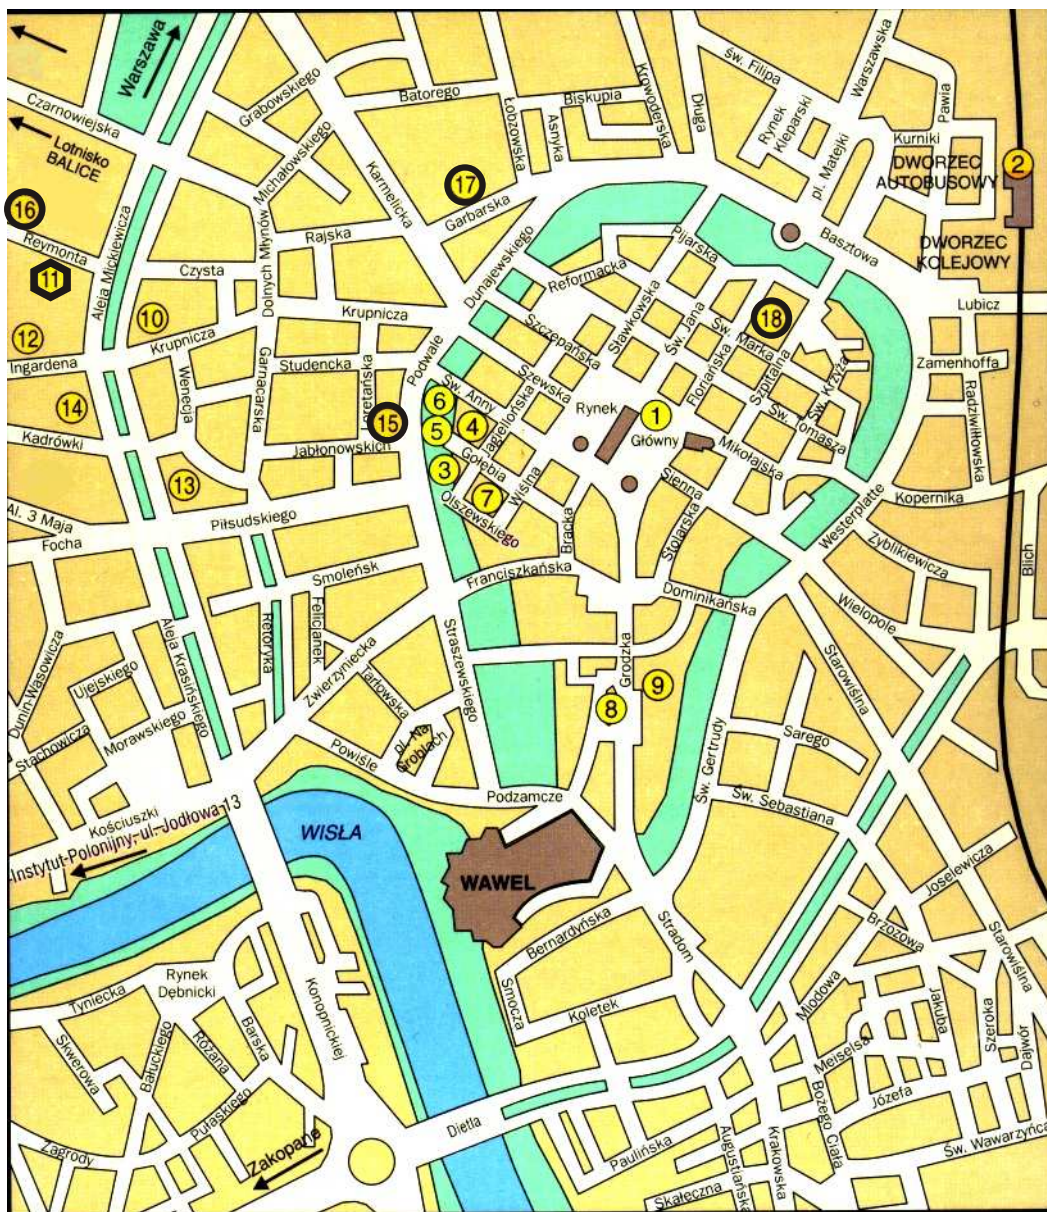 Warszawa
Czarnowiejska
Lotnisko
BALICE
Grabowskiego
Michałowskiego
Batorego
Łobzowska
Biskupia
Asnyka
Krowoderska
Długa
św. Filipa
Rynek
Kleparski
pl. Matejki
Warszawska
Pawia
Kurniki
DWORZEC
AUTOBUSOWY
2
DWORZEC
KOLEJOWY
Basztowa
Lubicz
16
Reymonta
11
Aleja Mickiewicza
Czysta
Dolnych Młynów
Rajska
Karmelicka
17
Garbarska
Dunajewskiego
Reformacka
Pijarska
Sławkowska
Św. Jana
Floriańska
Św. Marka
18
Szpitalna
Św. Krzyża
Św. Tomasza
Zamenhoffa
Radziwiłłowska
12
Ingardena
10
Krupnicza
Krupnicza
Wenecja
Garncarska
Studencka
Loretańska
Podwale
Szczepańska
Szewska
Św. Anny
Jagiellońska
Rynek
Główny
1
Mikołajska
Sienna
14
Kadrówki
13
15
Jabłonowskich
6
5
4
3
7
Gołębia
Olszewskiego
Wiślna
Bracka
Stolarska
Westerplatte
Kopernika
Zyblikiewicza
Wielopole
Blich
Al. 3 Maja
Focha
Piłsudskiego
Smoleńsk
Felicjanek
Retoryka
Zwierzyniecka
Franciszkańska
Dominikańska
Straszewskiego
Grodzka
8
9
Starowiślna
Dunin-Wąsowicza
Ujejskiego
Stachowicza
Morawskiego
Aleja Krasińskiego
Tarłowska
pl. Na
Groblach
Powiśle
Podzamcze
Św. Gertrudy
Sarego
Św. Sebastiana
Kościuszki
Instytut-Polonijny, ul. Jodłowa 13
WISŁA
WAWEL
Bernardyńska
Stradom
Smocza
Koletek
Joselewicza
Brzozowa
Starowiślna
Miodowa
Jakuba
Szeroka
Dajwór
Meiselsa
Józefa
Bożego Ciała
Św. Wawrzyńca
Rynek
Dębnicki
Tyniecka
Skwerowa
Bałuckiego
Różana
Barska
Konopnickiej
Pułaskiego
Zagrody
Zakopane
Dietla
Paulińska
Augustiańska
Krakowska
Skałeczna